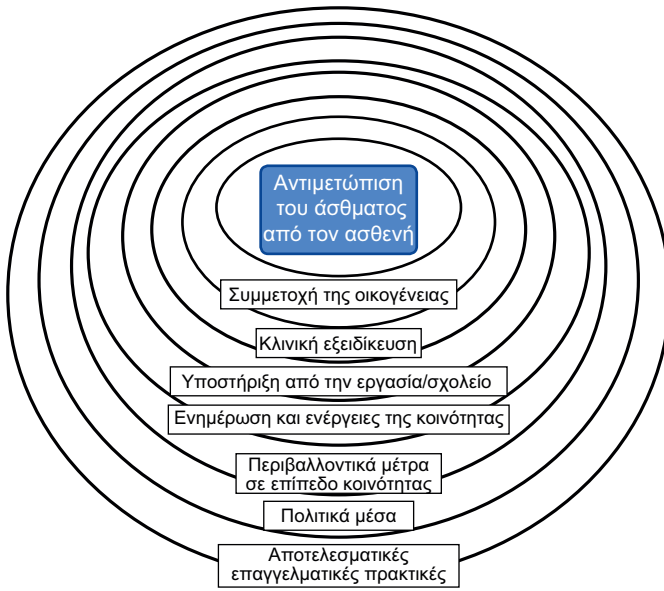 Αντιμετώπιση
του άσθματος
από τον ασθενή
Συμμετοχή της οικογένειας
Κλινική εξειδίκευση
Υποστήριξη από την εργασία/σχολείο
Ενημέρωση και ενέργειες της κοινότητας
Περιβαλλοντικά μέτρα
σε επίπεδο κοινότητας
Πολιτικά μέσα
Αποτελεσματικές
επαγγελματικές πρακτικές